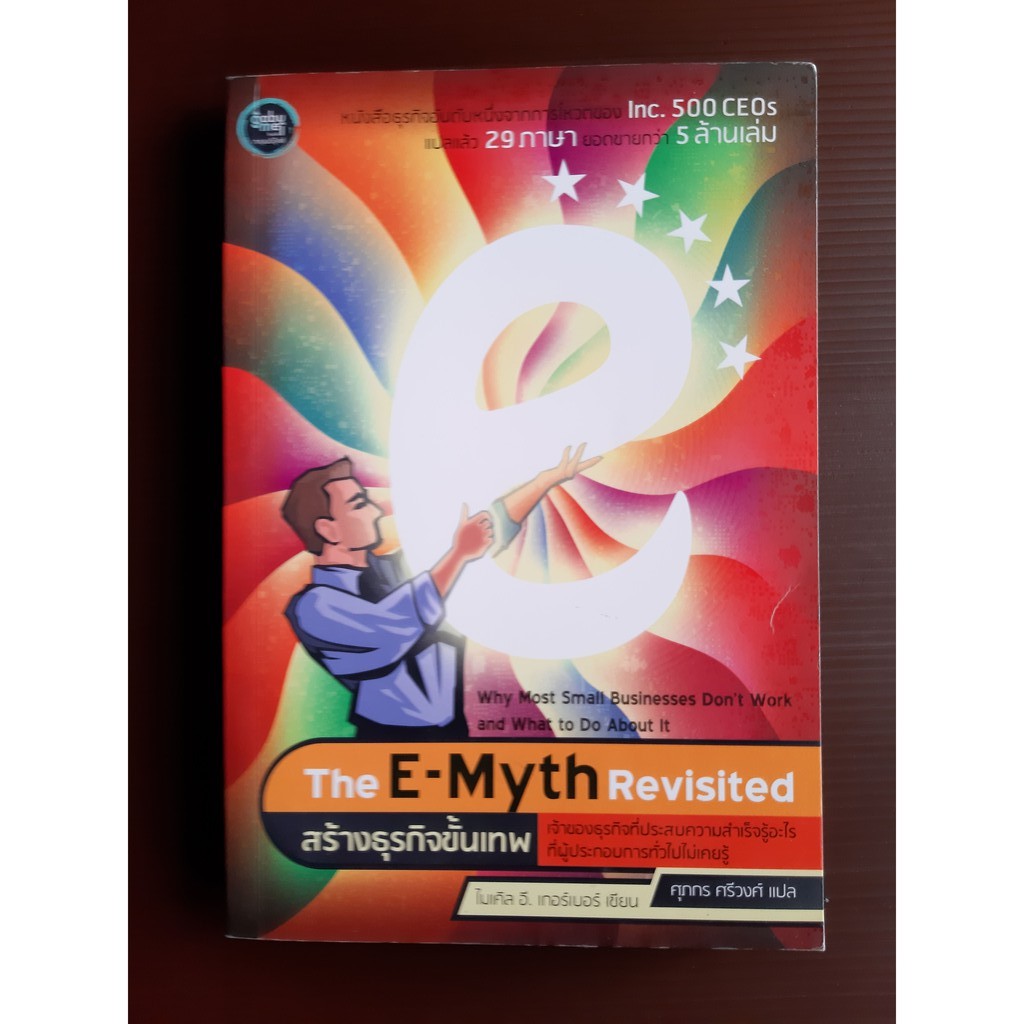 หนังสือธุรกิจอันดับหนึ่งจากการโหวตของ Inc. 500 CEOs
แปลแล้ว 29 ภาษา ยอดขายกว่า 5 ล้านเล่ม
Why Most Small Businesses Don't Work
and What to Do About It
The E-Myth Revisited
สร้างธุรกิจขั้นเทพ
เจ้าของธุรกิจที่ประสบความสำเร็จรู้อะไร
ที่ผู้ประกอบการทั่วไปไม่เคยรู้
ไมเคิล อี. เกอร์เบอร์ เขียน
ศุภกร ศรีวงศ์ แปล